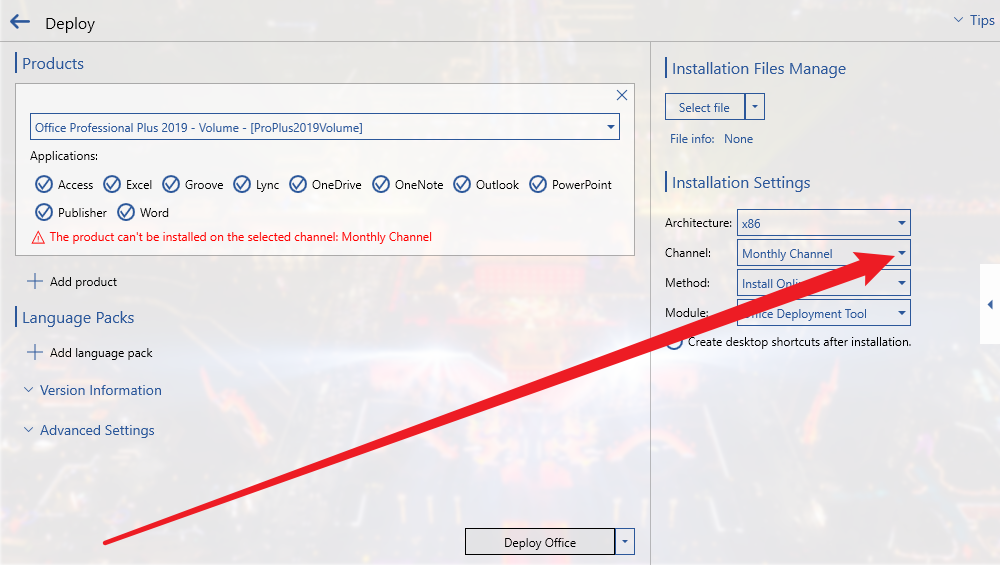 Deploy
Tips
Products
Office Professional Plus 2019 - Volume - [ProPlus2019Volume]
Applications:
Access Excel Groove Lync OneDrive OneNote Outlook PowerPoint
Publisher Word
The product can't be installed on the selected channel: Monthly Channel
Add product
Language Packs
Add language pack
Version Information
Advanced Settings
Deploy Office
Installation Files Manage
Select file
File info: None
Installation Settings
Architecture: x86
Channel: Monthly Channel
Method: Install
Module: Deployment Tool
Create desktop shortcuts after installation.